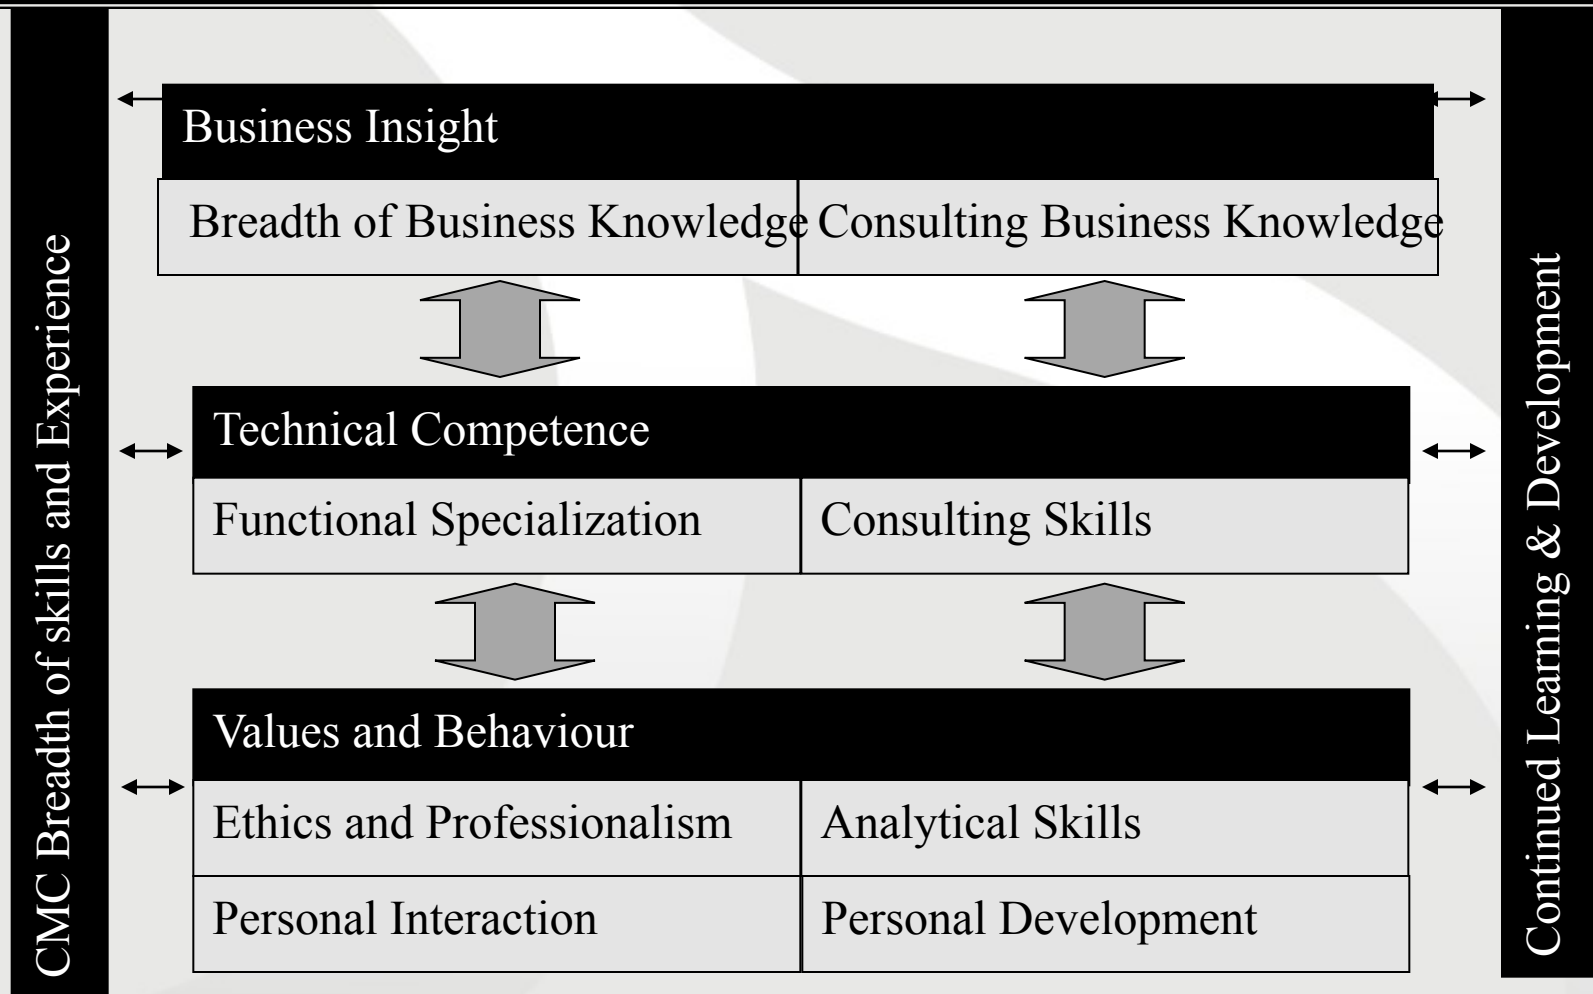 CMC Breadth of skills and Experience
Business Insight
Breadth of Business Knowledge
Consulting Business Knowledge
Technical Competence
Functional Specialization
Consulting Skills
Values and Behaviour
Ethics and Professionalism
Analytical Skills
Personal Interaction
Personal Development
Continued Learning & Development